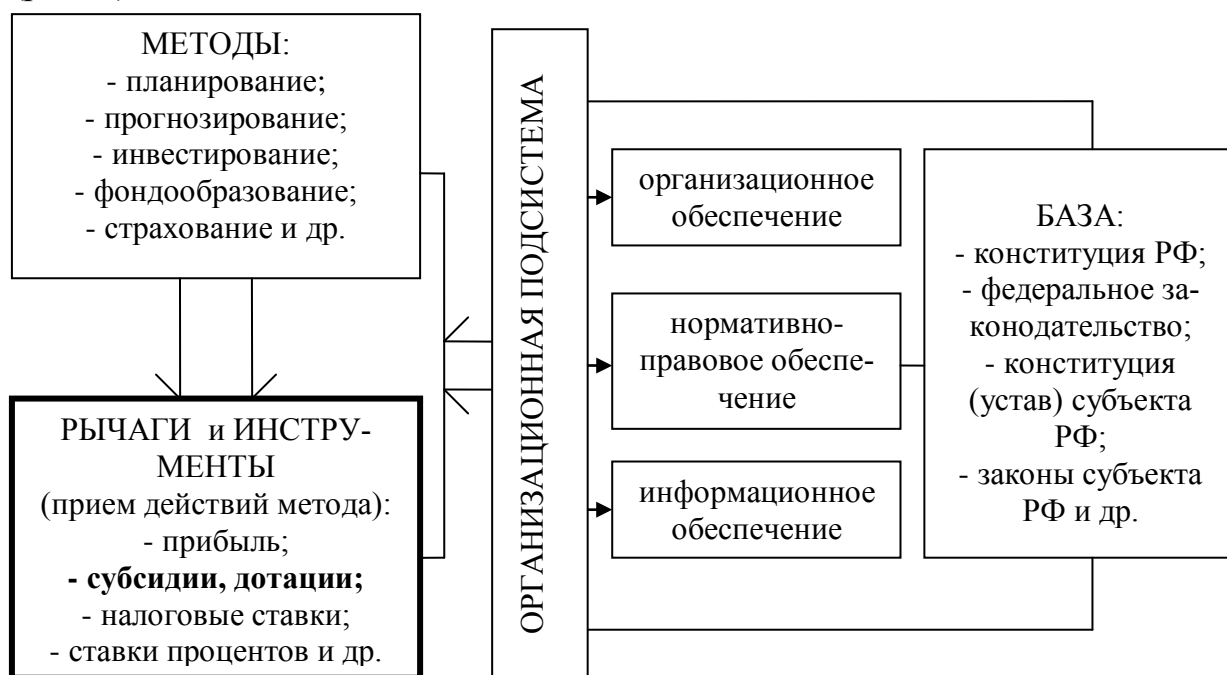 МЕТОДЫ:
- планирование;
- прогнозирование;
- инвестирование;
- фондообразование;
- страхование и др.
РЫЧАГИ и ИНСТРУ-
МЕНТЫ
(прием действий метода):
- прибыль;
- субсидии, дотации;
- налоговые ставки;
- ставки процентов и др.
ОРГАНИЗАЦИОННАЯ ПОДСИСТЕМА
организационное
обеспечение
нормативно-
правовое обеспе-
чение
информационное
обеспечение
БАЗА:
- конституция РФ;
- федеральное за-
конодательство;
- конституция
(устав) субъекта
РФ;
- законы субъекта
РФ и др.